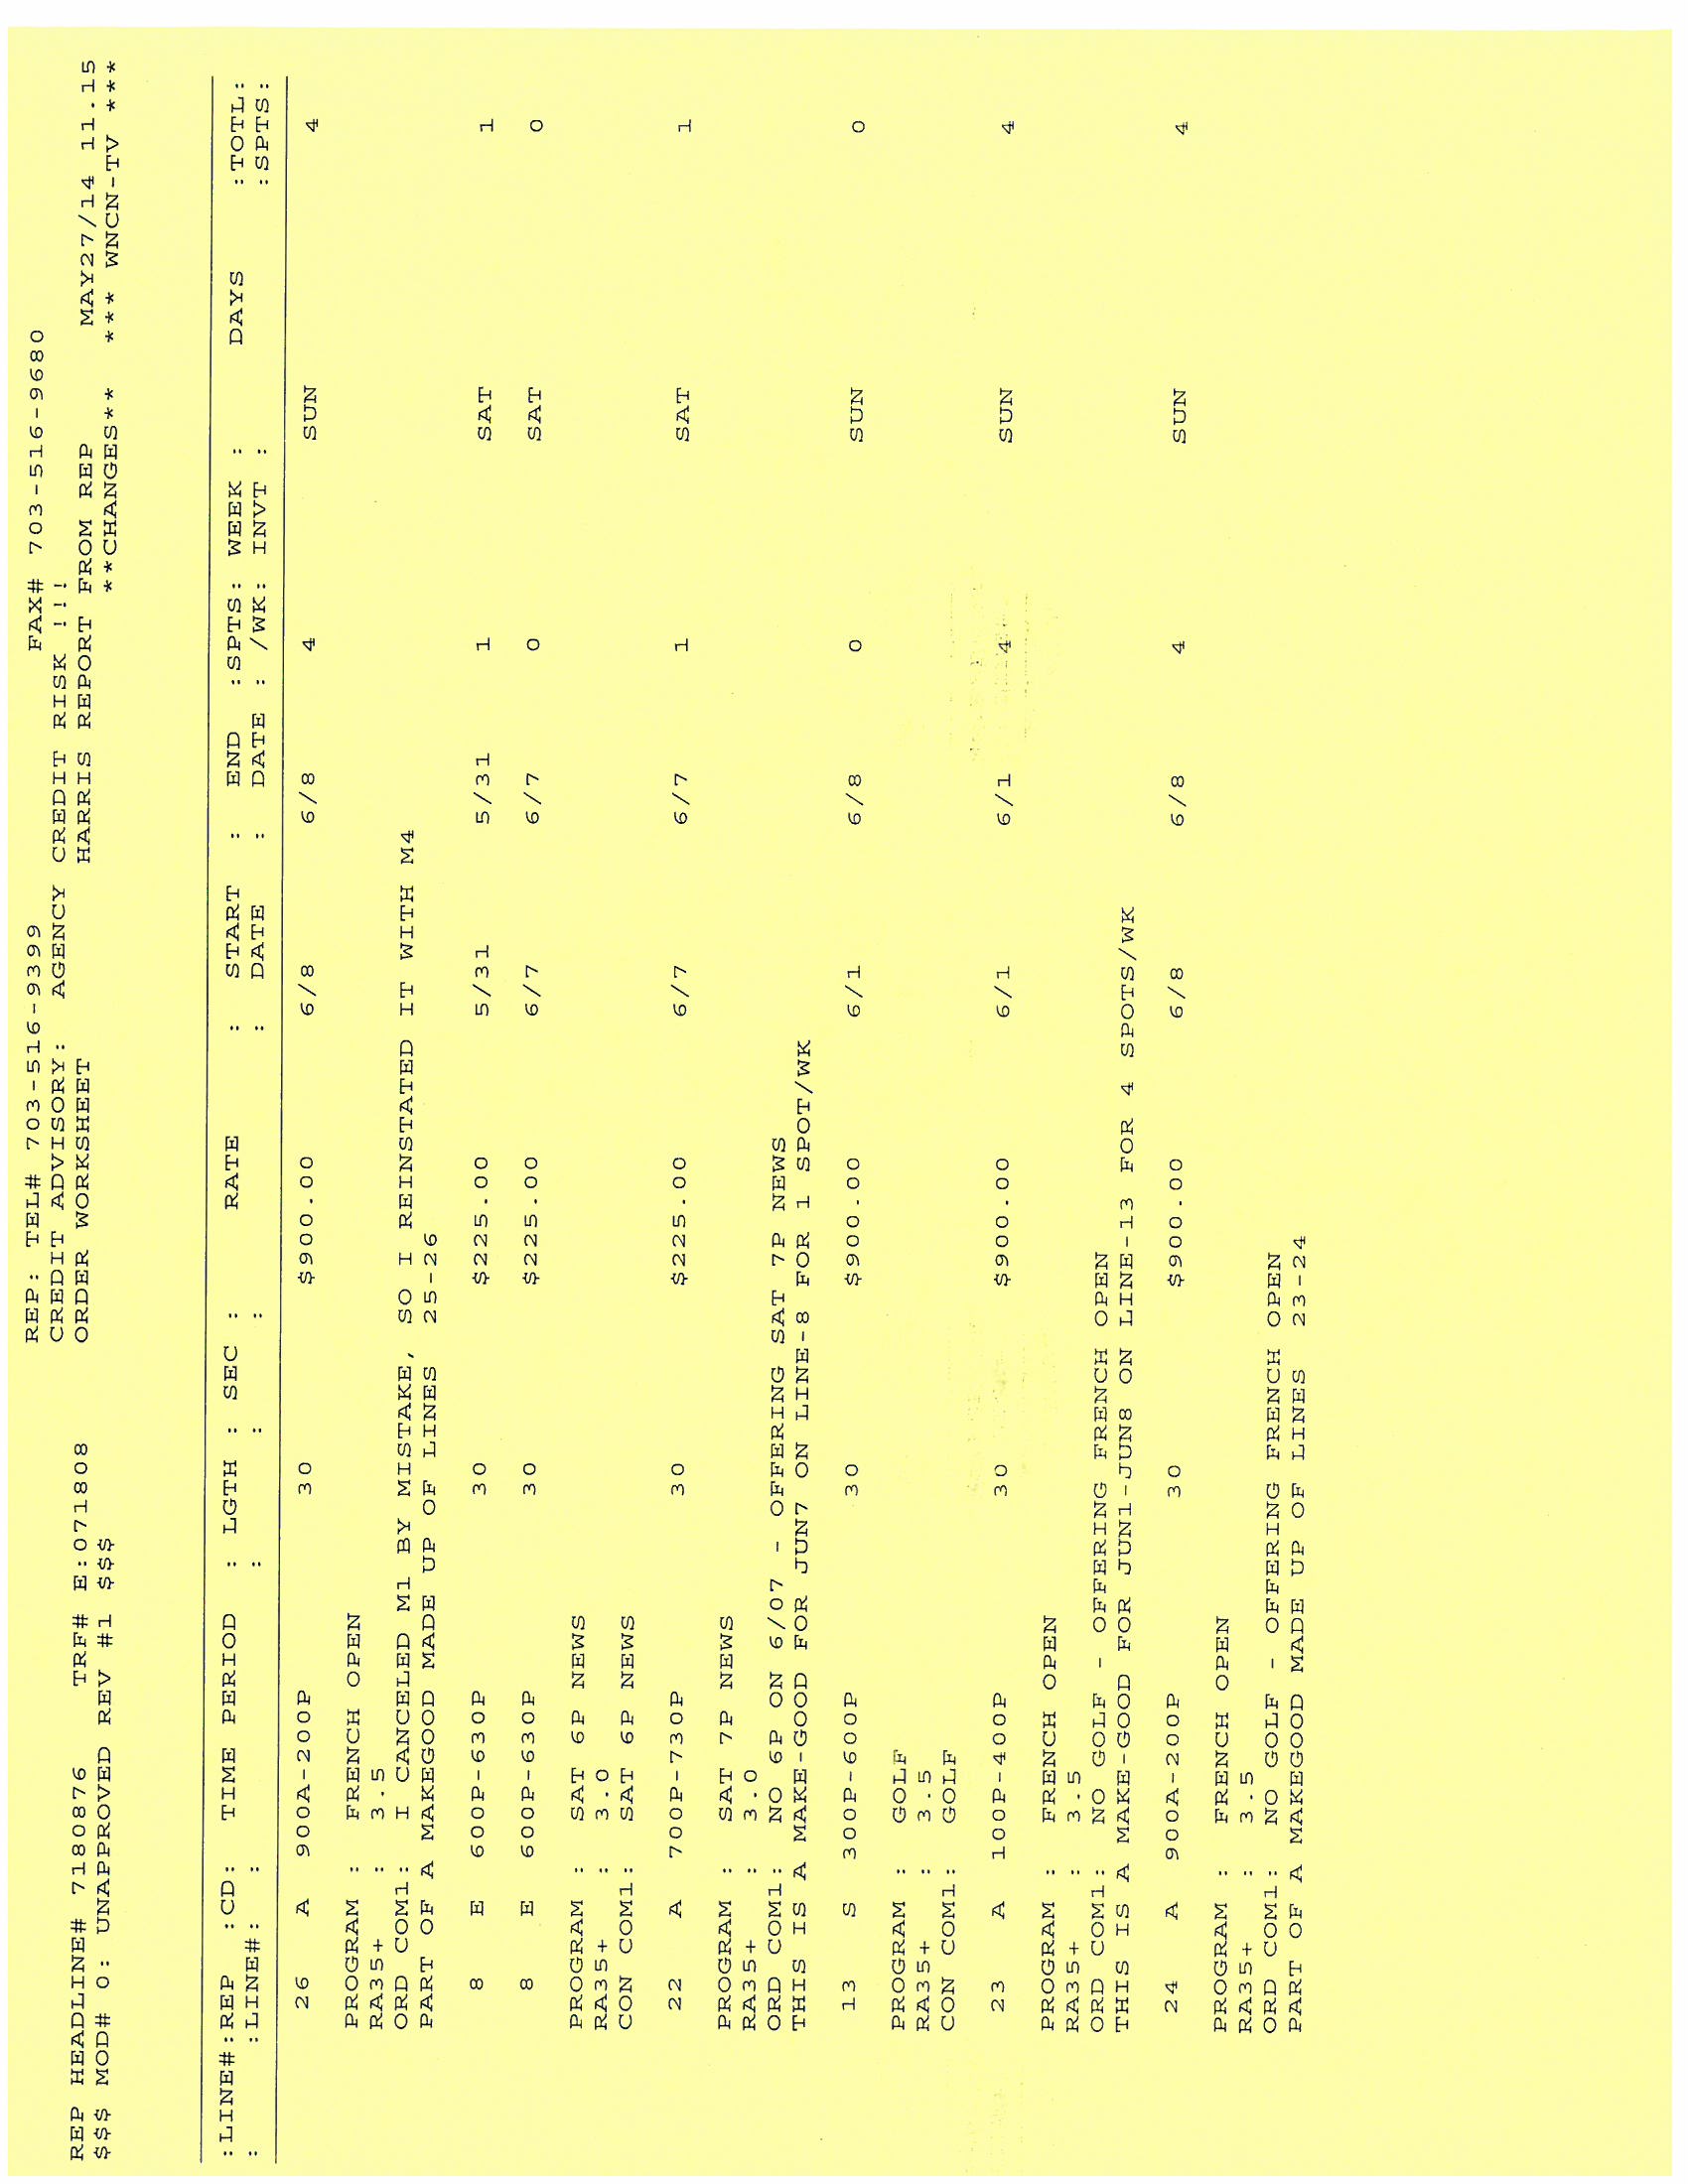 REP: TEL# 703-516-9399 FAX# 703-516-9680
CREDIT ADVISORY: AGENCY CREDIT RISK !!!
REP HEADLINE# 7180876 TRF# E:071808 ORDER WORKSHEET HARRIS REPORT FROM REP MAY27/14 11.15
$$$ MOD# 0: UNAPPROVED REV #1 $$$ **CHANGES** *** WNCN-TV ***
:LINE#:REP :CD: TIME PERIOD : LGTH : SEC : RATE : START : END :SPTS: WEEK : DAYS :TOTL:
: :LINE#: : : : : DATE : DATE : /WK: INVT : :SPTS:
26 A 900A-200P 30 $900.00 6/8 6/8 4 SUN 4
PROGRAM : FRENCH OPEN
RA35+ : 3.5
ORD COM1: I CANCELED M1 BY MISTAKE, SO I REINSTATED IT WITH M4
PART OF A MAKEGOOD MADE UP OF LINES 25-26
8 E 600P-630P 30 $225.00 5/31 5/31 1 SAT 1
8 E 600P-630P 30 $225.00 6/7 6/7 0 SAT 0
PROGRAM : SAT 6P NEWS
RA35+ : 3.0
CON COM1: SAT 6P NEWS
22 A 700P-730P 30 $225.00 6/7 6/7 1 SAT 1
PROGRAM : SAT 7P NEWS
RA35+ : 3.0
ORD COM1: NO 6P ON 6/07 - OFFERING SAT 7P NEWS
THIS IS A MAKE-GOOD FOR JUN7 ON LINE-8 FOR 1 SPOT/WK
13 S 300P-600P 30 $900.00 6/1 6/8 0 SUN 0
PROGRAM : GOLF
RA35+ : 3.5
CON COM1: GOLF
23 A 100P-400P 30 $900.00 6/1 6/1 4 SUN 4
PROGRAM : FRENCH OPEN
RA35+ : 3.5
ORD COM1: NO GOLF - OFFERING FRENCH OPEN
THIS IS A MAKE-GOOD FOR JUN1-JUN8 ON LINE-13 FOR 4 SPOTS/WK
24 A 900A-200P 30 $900.00 6/8 6/8 4 SUN 4
PROGRAM : FRENCH OPEN
RA35+ : 3.5
ORD COM1: NO GOLF - OFFERING FRENCH OPEN
PART OF A MAKEGOOD MADE UP OF LINES 23-24